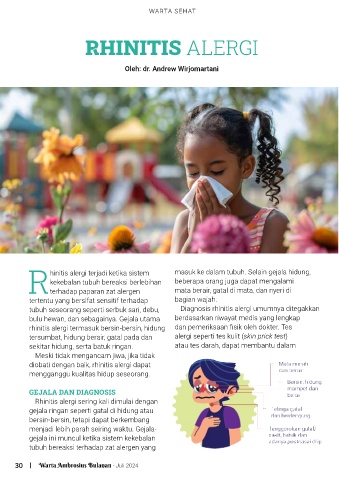 WARTA SEHAT
RHINITIS ALERGI
Oleh: dr. Andrew Wirjomartani
Rhinitis alergi terjadi ketika sistem
kekebalan tubuh bereaksi berlebihan
terhadap paparan zat alergen
tertentu yang bersifat sensitif terhadap
tubuh seseorang seperti serbuk sari, debu,
bulu hewan, dan sebagainya. Gejala utama
rhinitis alergi termasuk bersin-bersin, hidung
tersumbat, hidung berair, gatal pada dan
sekitar hidung, serta batuk ringan.
Meski tidak mengancam jiwa, jika tidak
diobati dengan baik, rhinitis alergi dapat
mengganggu kualitas hidup seseorang.
GEJALA DAN DIAGNOSIS
Rhinitis alergi sering kali dimulai dengan
gejala ringan seperti gatal di hidung atau
bersin-bersin, tetapi dapat berkembang
menjadi lebih parah seiring waktu. Gejala-
gejala ini muncul ketika sistem kekebalan
tubuh bereaksi terhadap zat alergen yang
masuk ke dalam tubuh. Selain gejala hidung,
beberapa orang juga dapat mengalami
mata berair, gatal di mata, dan nyeri di
bagian wajah.
Diagnosis rhinitis alergi umumnya ditegakkan
berdasarkan riwayat medis yang lengkap
dan pemeriksaan fisik oleh dokter. Tes
alergi seperti tes kulit (skin prick test)
atau tes darah, dapat membantu dalam
Mata merah
dan berair
Bersin, hidung
mampet dan
berair
Telinga gatal
dan berdengung
Tenggorokan gatal/
sakit, batuk dan
adanya postnasal drip
30 | Warta Ambrosius Bulanan - Juli 2024